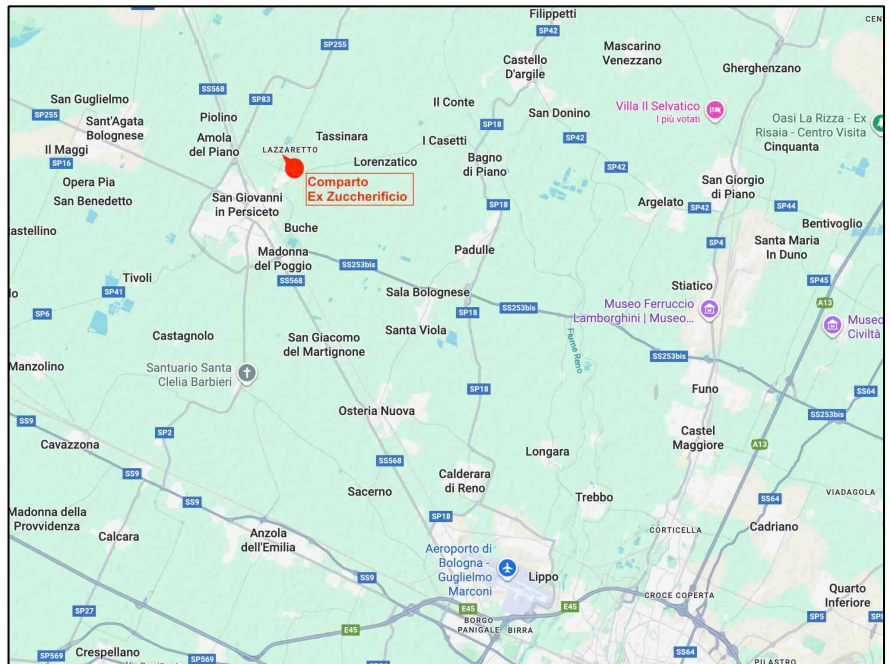 Filippetti
SP42
CEN
SP255
Mascarino
Venezzano
Castello
D'argile
Gherghenzano
SS568
SP83
San Guglielmo
SP255
Sant'Agata
Bolognese
Piolino
Il Conte
San Donino
Villa Il Selvatico
I più votati
Oasi La Rizza - Ex
Risaia - Centro Visita
Cinquanta
Amola
del Piano
Tassinara
I Casetti
SP18
SP42
Il Maggi
SP16
LAZZARETTO
Lorenzatico
Bagno
di Piano
SP42
Opera Pia
San Benedetto
Comparto
Ex Zuccherificio
San Giorgio
di Piano
San Giovanni
in Persiceto
SP18
Argelato
SP42
SP44
Bentivoglio
astellino
Buche
SP4
Santa Maria
In Duno
Madonna
del Poggio
SS253bis
Padulle
SS568
Tivoli
SP41
lo
Sala Bolognese
Stiatico
SP45
A13
SP6
SP18
SS253bis
Museo Ferruccio
Lamborghini | Museo...
Museo
Civiltà
Castagnolo
San Giacomo
del Martignone
Santa Viola
Fiume Reno
SS253bis
Manzolino
Santuario Santa
Clelia Barbieri
SP18
Funo
SS64
SS9
Osteria Nuova
SS253bis
SP2
Castel
Maggiore
Cavazzona
A13
Longara
SS568
SS9
Calderara
di Reno
Sacerno
Trebbo
SS64
VIADAGOLA
SS9
Madonna della
Provvidenza
SP18
Calcara
Anzola
dell'Emilia
CORTICELLA
Cadriano
Aeroporto di
Bologna -
Guglielmo
Marconi
Lippo
SS9
CROCE COPERTA
Quarto
Inferiore
SP27
E45
E45
E45
BORGO
PANIGALE
BIRRA
SP5
SPI
Crespellano
SP569
SP569
SS64
PILASTRO